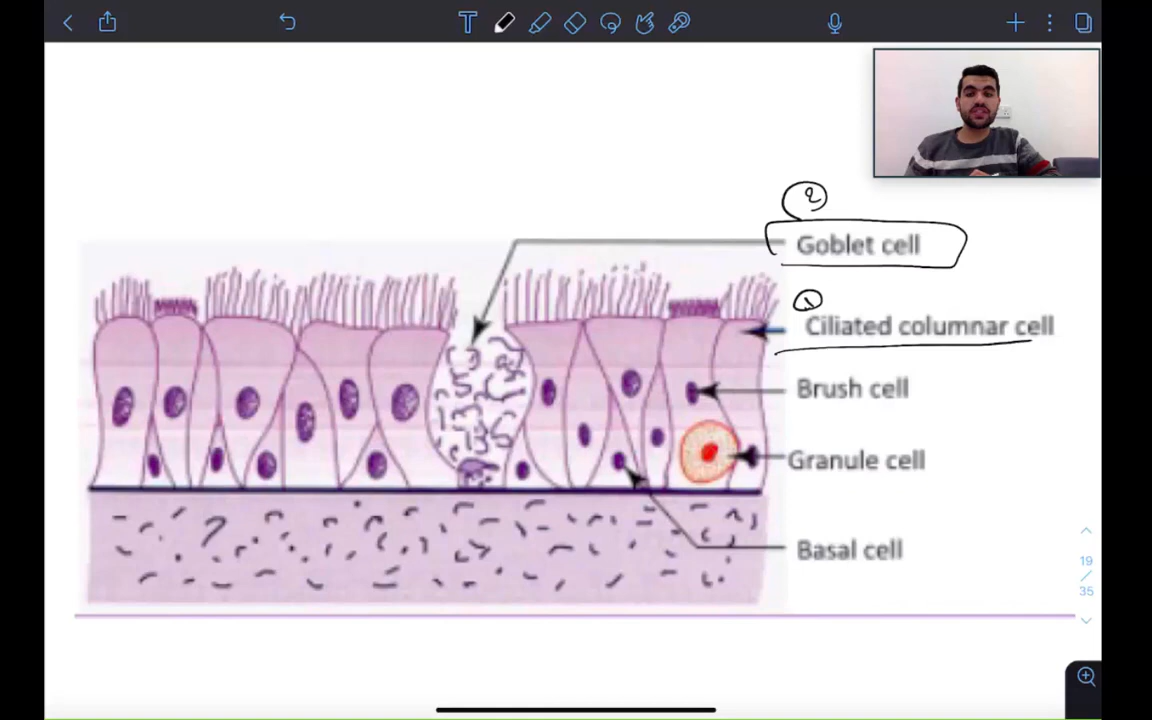 T
2
Goblet cell
1
Ciliated columnar cell
Brush cell
Granule cell
Basal cell
19
/
35